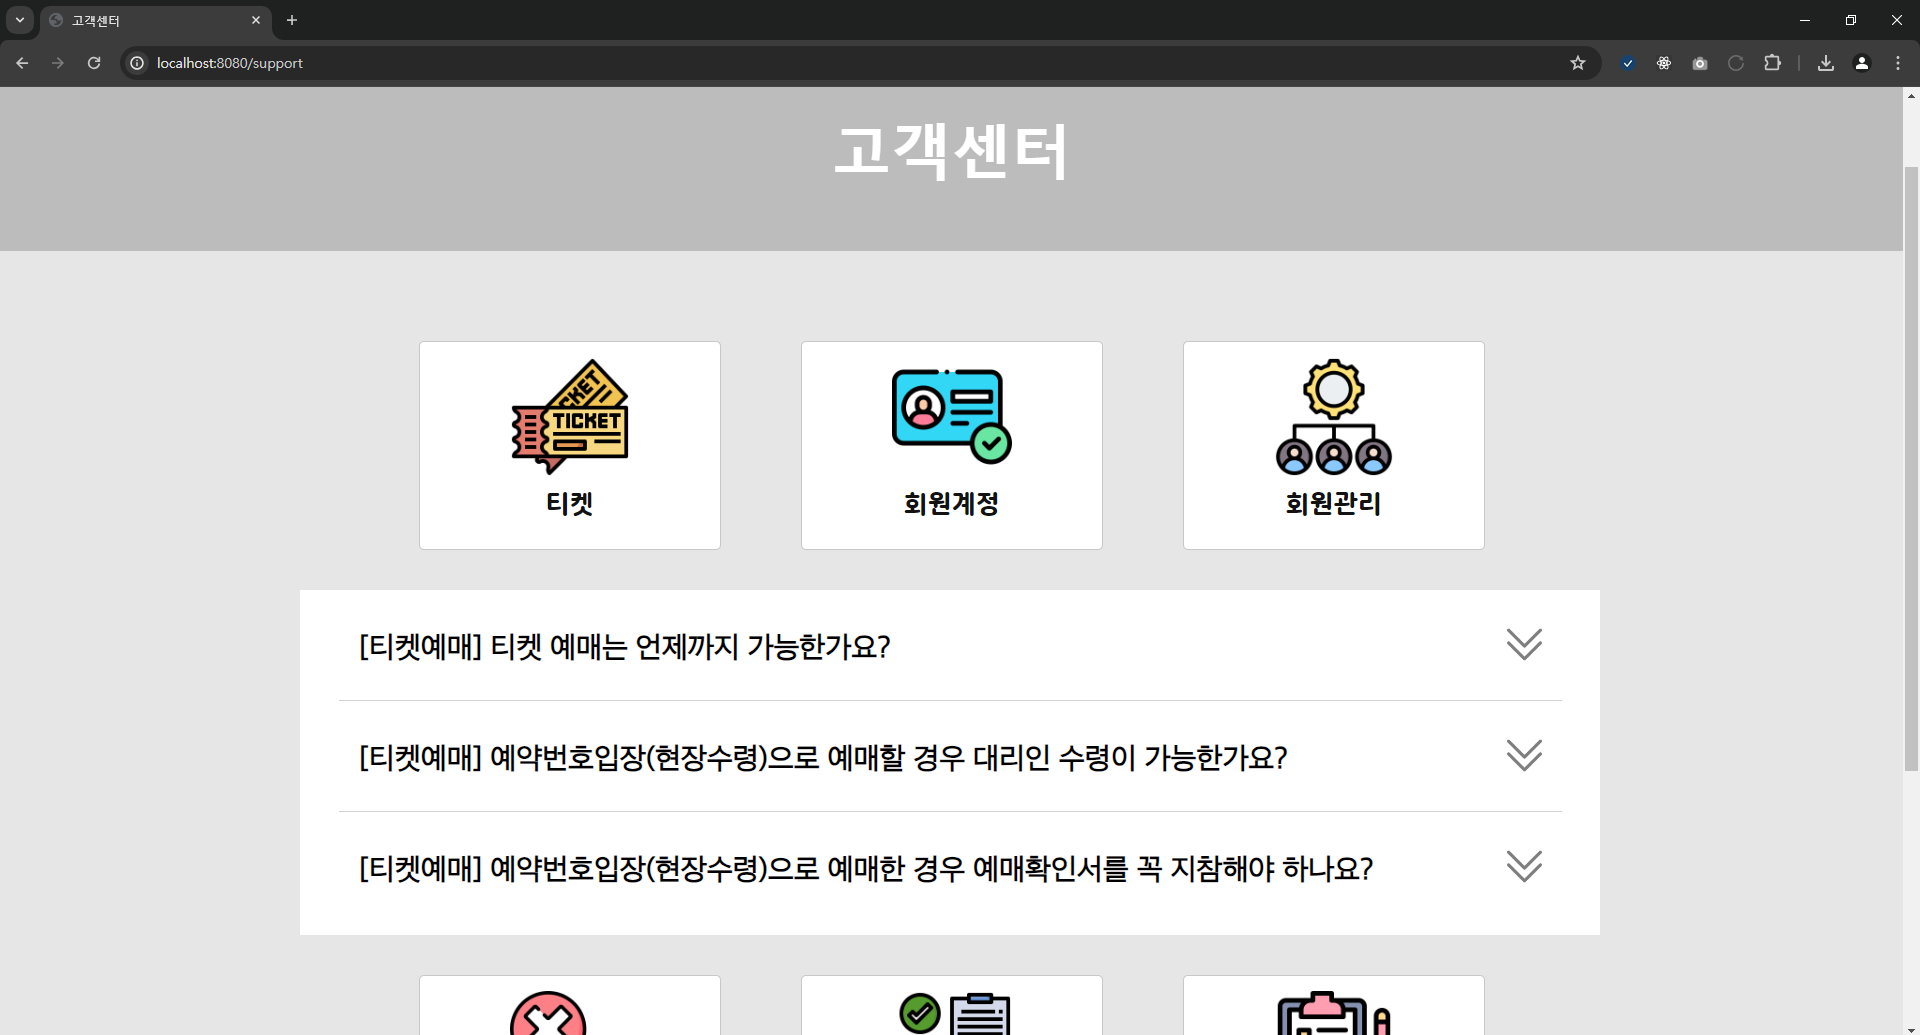 고객센터
localhost:8080/support
고객센터
KET
TICKET
티켓
회원계정
회원관리
[티켓예매] 티켓 예매는 언제까지 가능한가요?
[티켓예매] 예약번호입장(현장수령)으로 예매할 경우 대리인 수령이 가능한가요?
[티켓예매] 예약번호입장(현장수령)으로 예매한 경우 예매확인서를 꼭 지참해야 하나요?